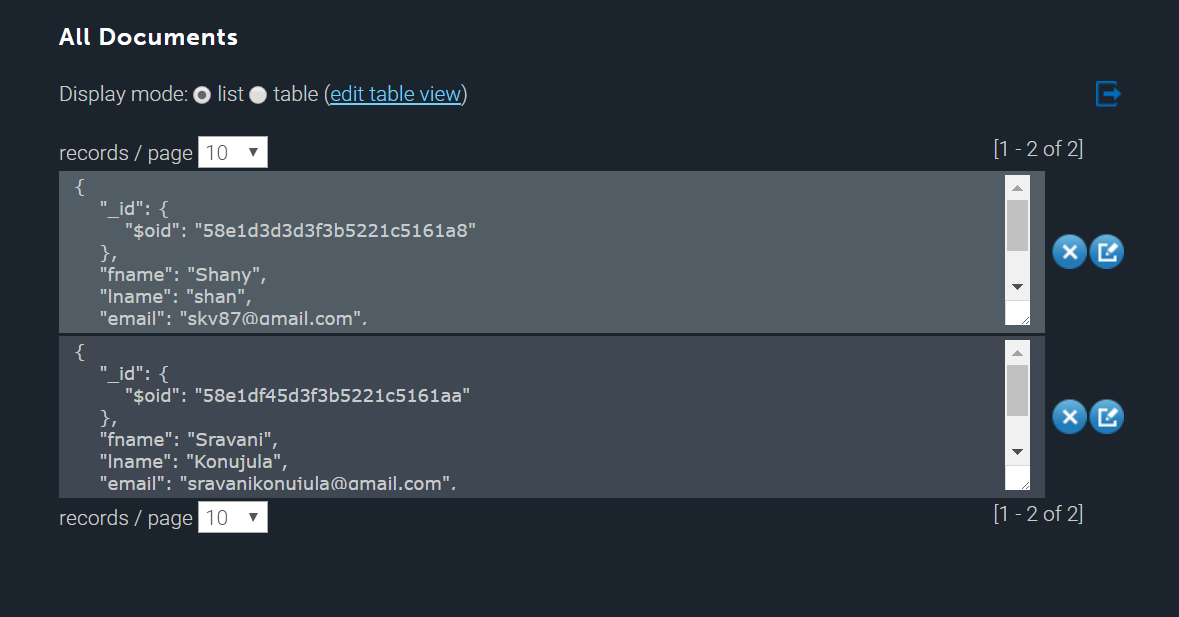 All Documents
Display mode: list table (edit table view)
records / page 10 [1 - 2 of 2]
{
"_id": {
"$oid": "58e1d3d3d3f3b5221c5161a8"
},
"fname": "Shany",
"lname": "shan",
"email": "sky87@gmail.com",
{
"_id": {
"$oid": "58e1df45d3f3b5221c5161aa"
},
"fname": "Sravani",
"lname": "Konujula",
"email": "sravanikonujula@gmail.com",
records / page 10 [1 - 2 of 2]